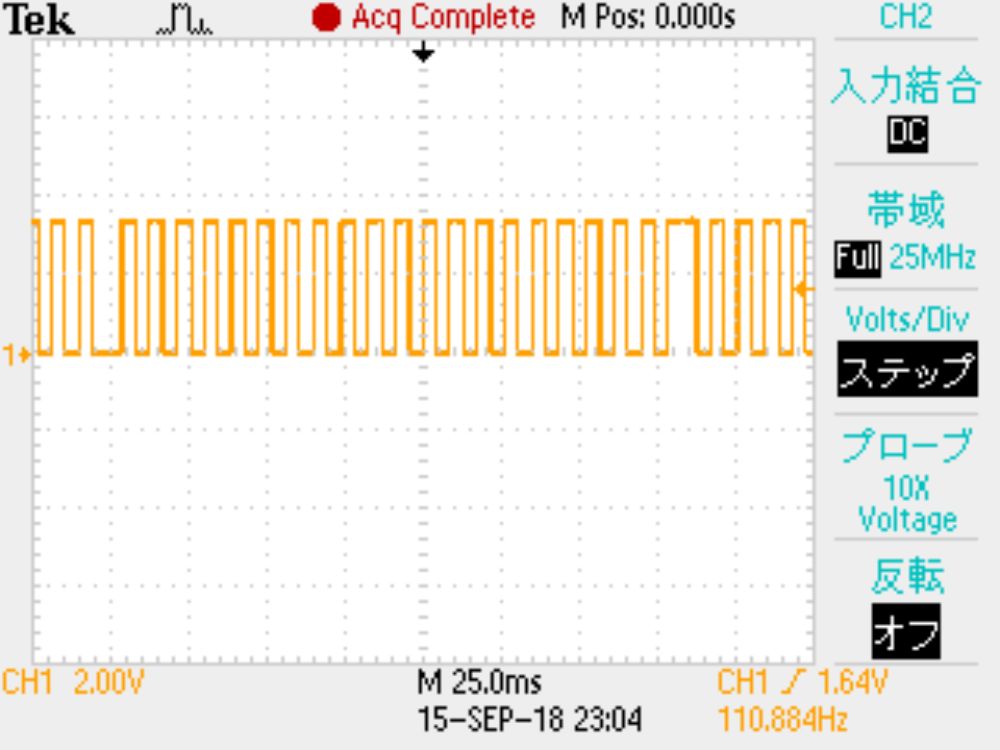 Tek Acq Complete M Pos: 0.000s CH2
入力結合
DC
帯域
Full 25MHz
Volts/Div
ステップ
1
プローブ
10X
Voltage
反転
オフ
CH1 2.00V M 25.0ms CH1 1.64V
15-SEP-18 23:04 110.884Hz